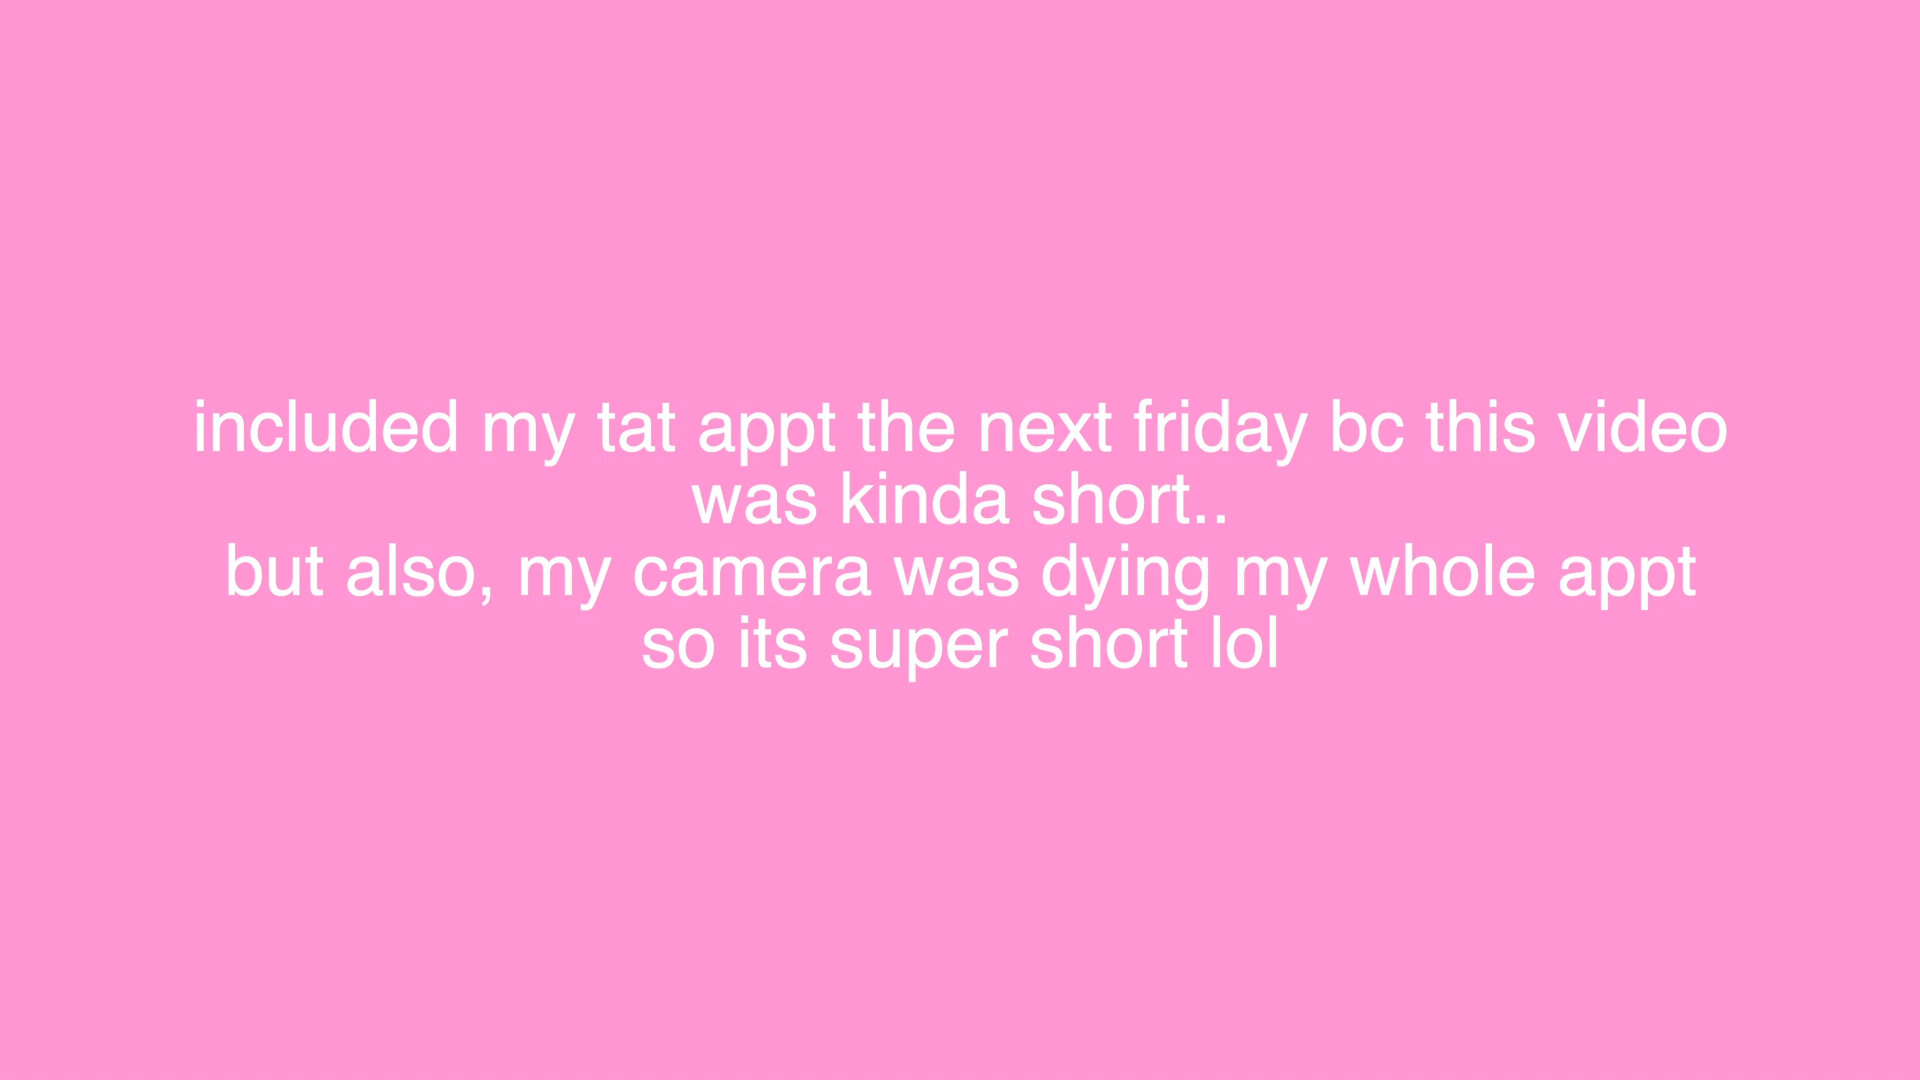 included my tat appt the next friday bc this video
was kinda short..
but also, my camera was dying my whole appt
so its super short lol